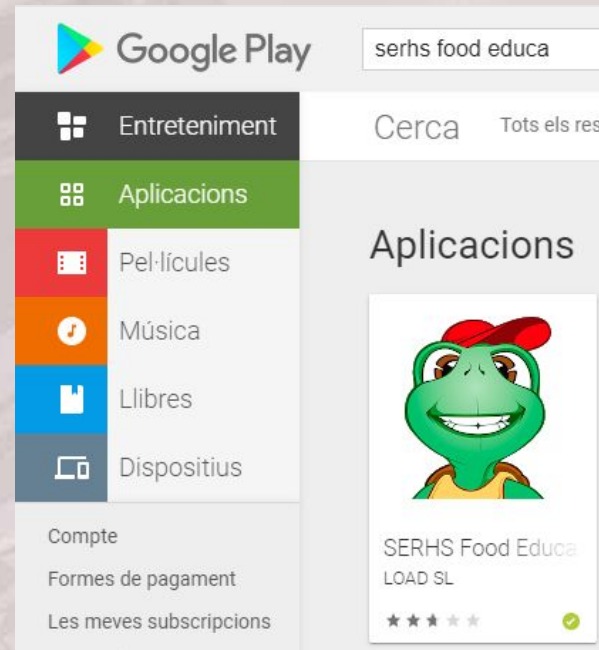 Google Play
serhs food educa
Entreteniment
Cerca
Tots els res
Aplicacions
Pel·lícules
Música
Llibres
Dispositius
Compte
Formes de pagament
Les meves subscripcions
Aplicacions
SERHS Food Educa
LOAD SL